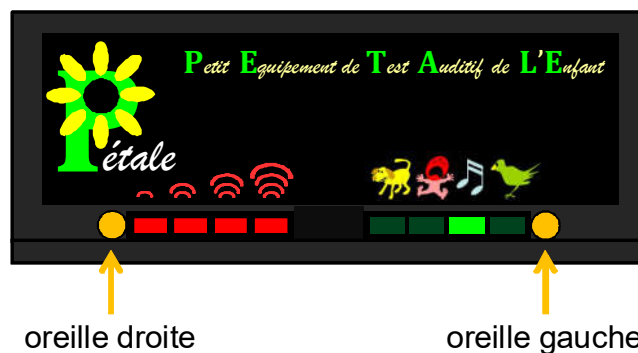 Petit Equipement de Test Auditif de L'Enfant
Pétale
oreille droite oreille gauche